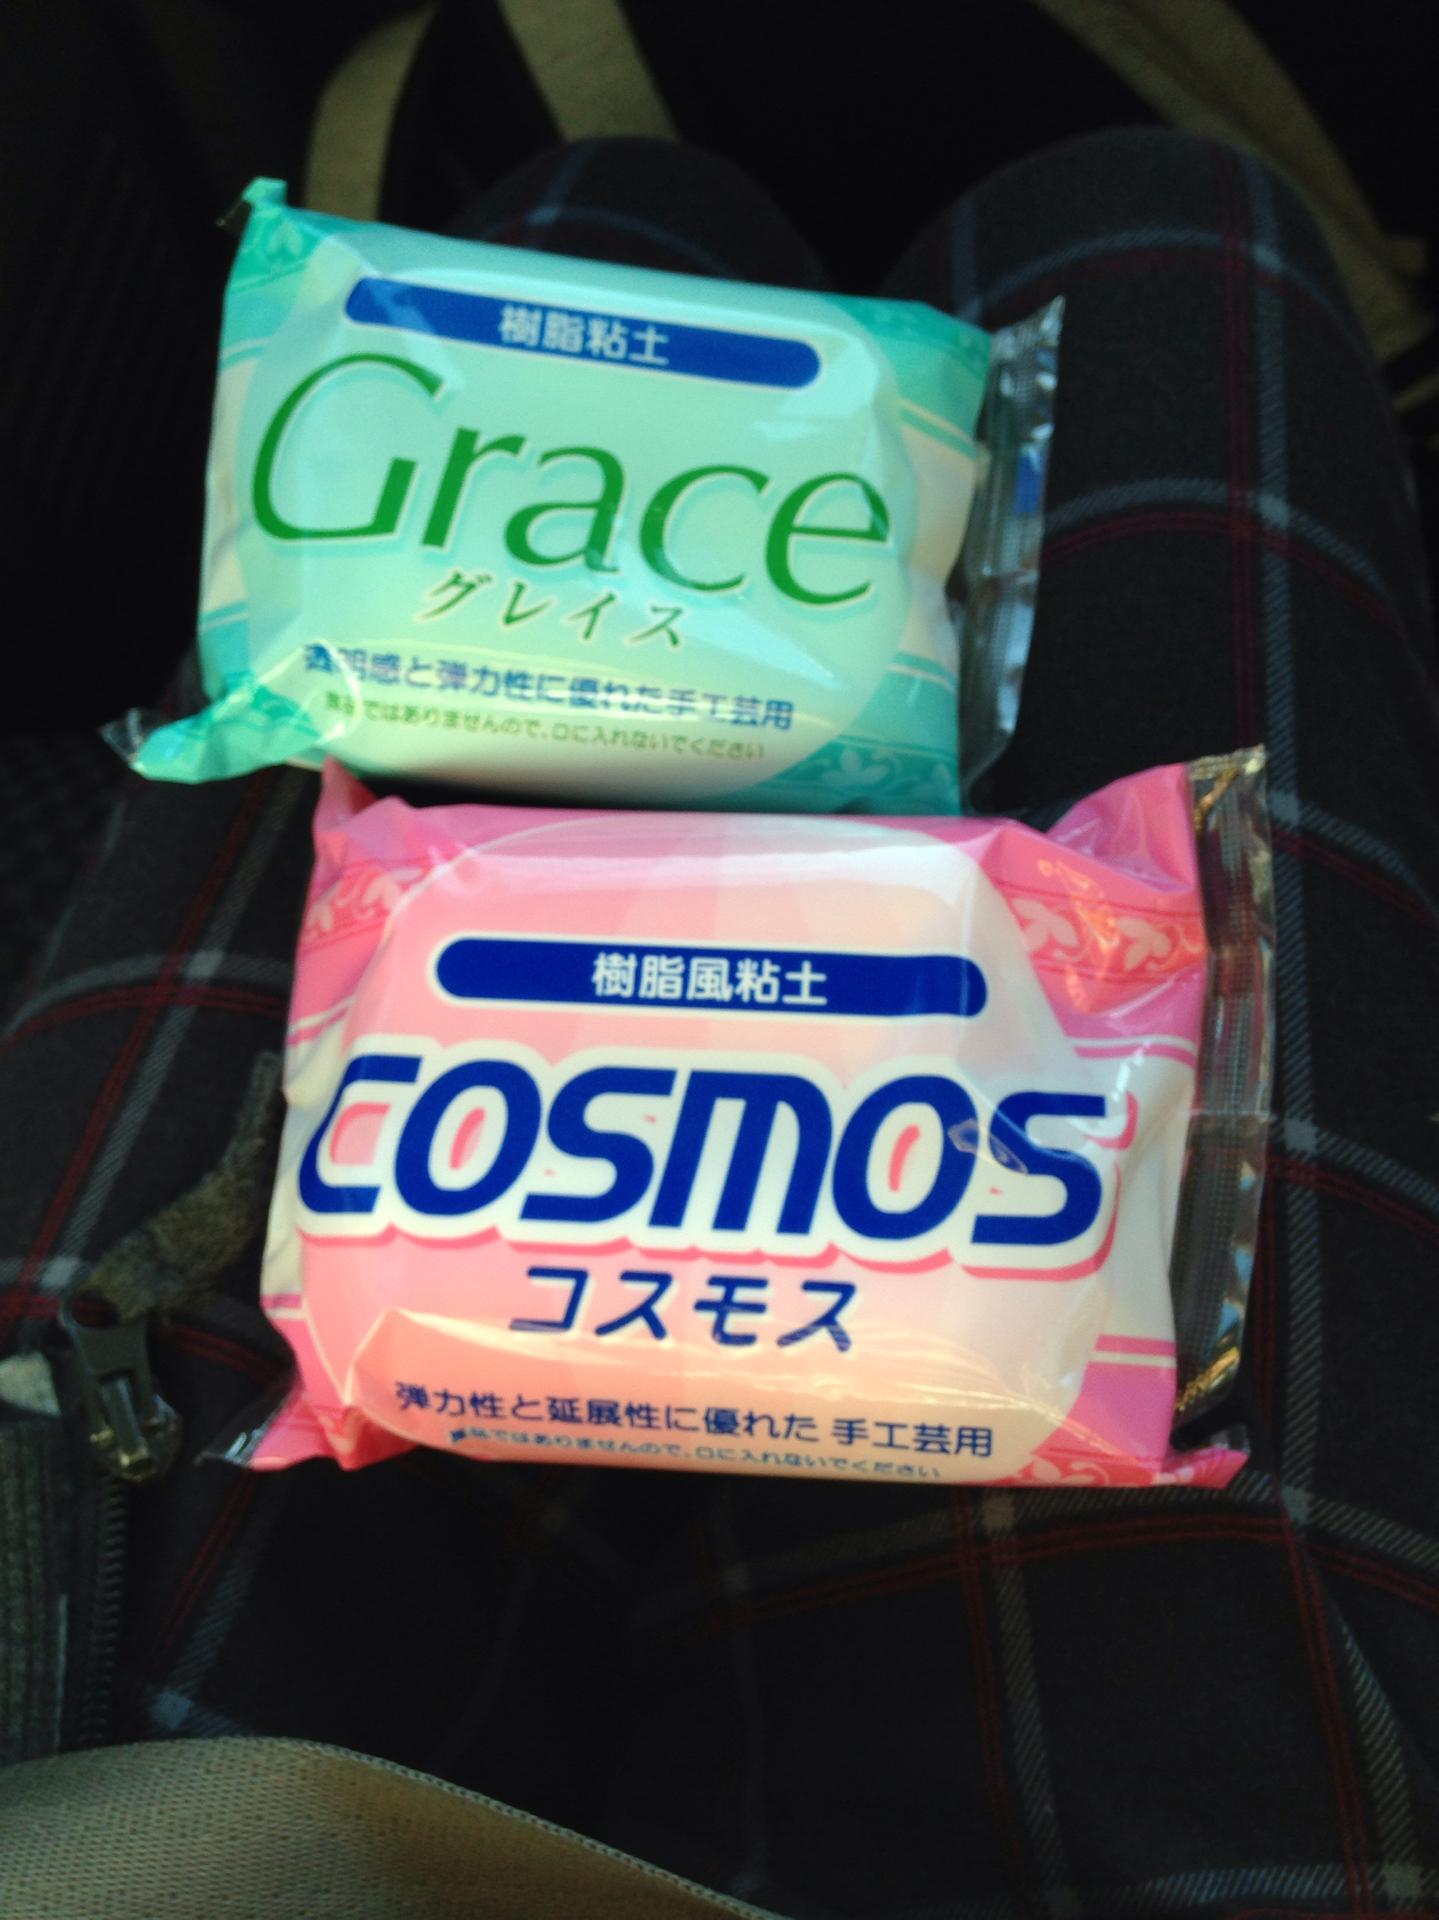 樹脂粘土
Grace
グレイス
透明感と弾力性に優れた手工芸用
食品ではありませんので、口に入れないでください
樹脂風粘土
COSMOS
コスモス
弾力性と延展性に優れた 手工芸用
食品ではありませんので、口に入れないでください